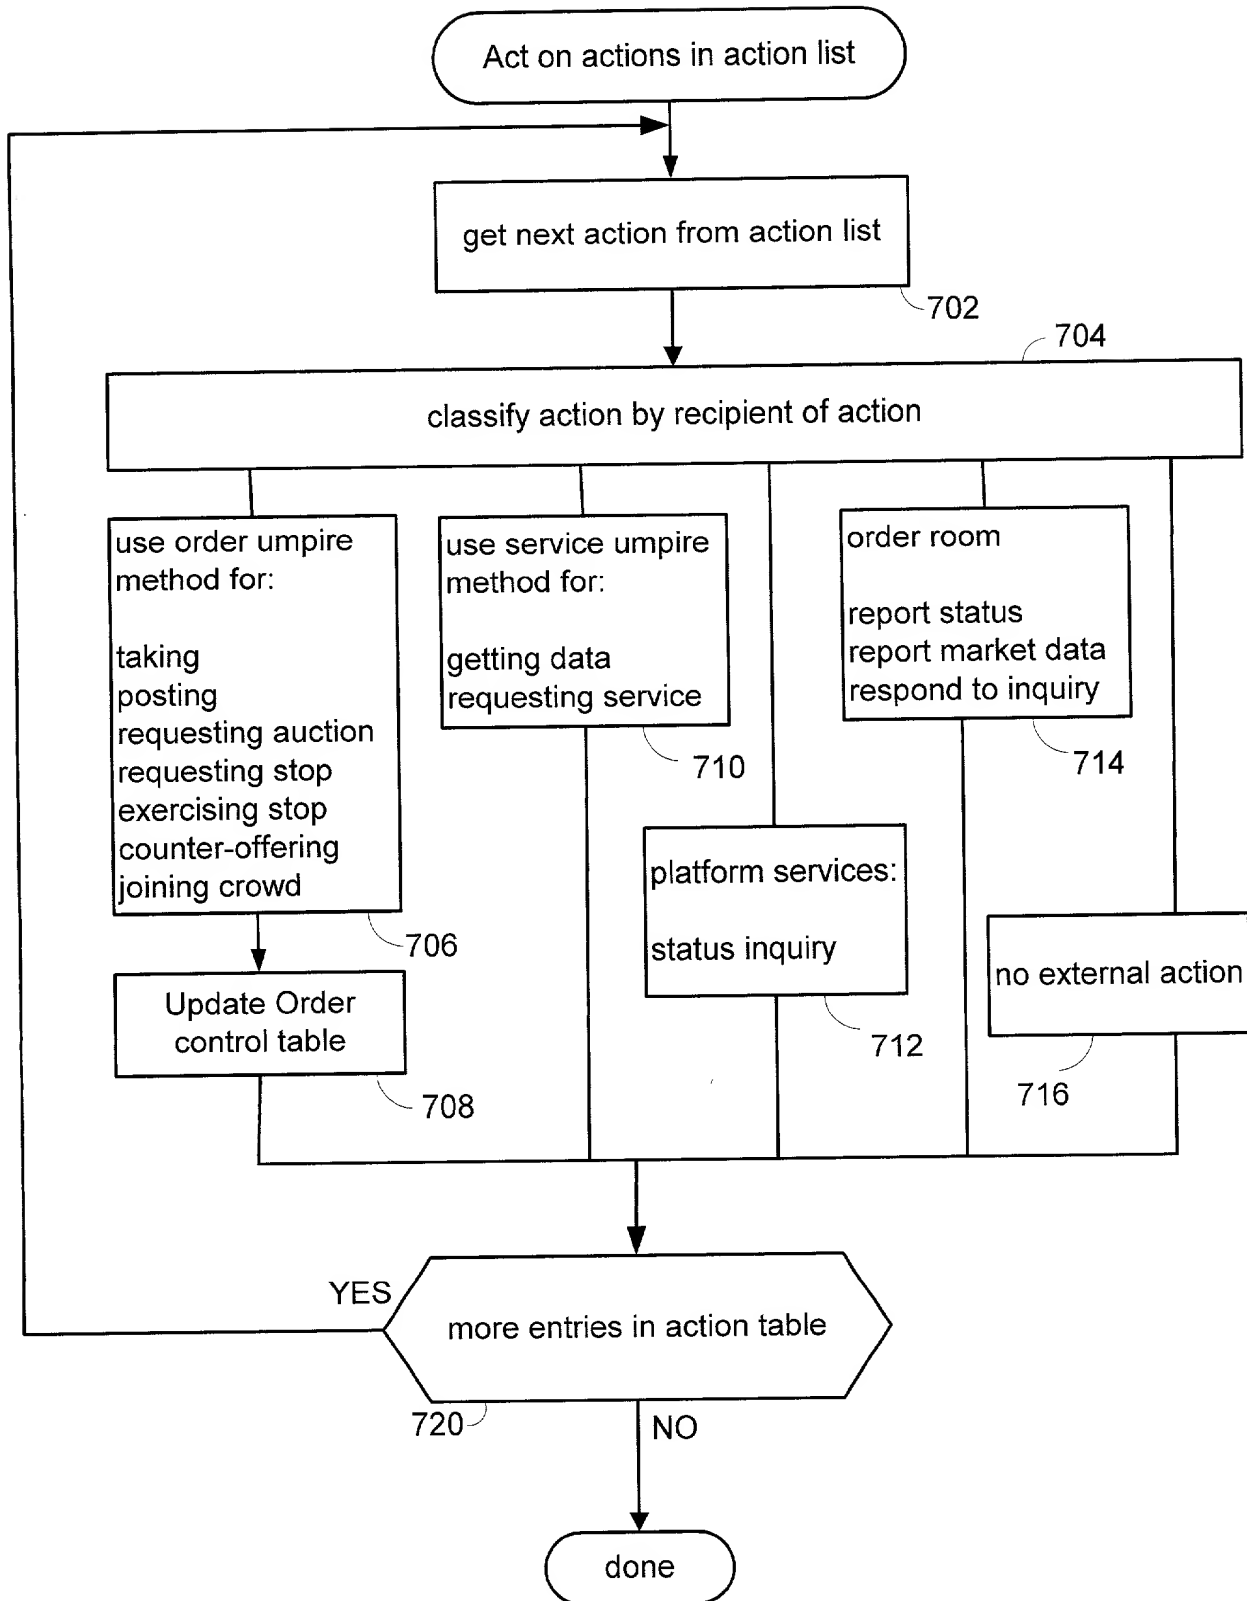 Act on actions in action list
get next action from action list
702
704
classify action by recipient of action
use order umpire
method for:
taking
posting
requesting auction
requesting stop
exercising stop
counter-offering
joining crowd
706
Update Order
control table
708
use service umpire
method for:
getting data
requesting service
710
platform services:
status inquiry
712
order room
report status
report market data
respond to inquiry
714
no external action
716
YES
more entries in action table
720
NO
done